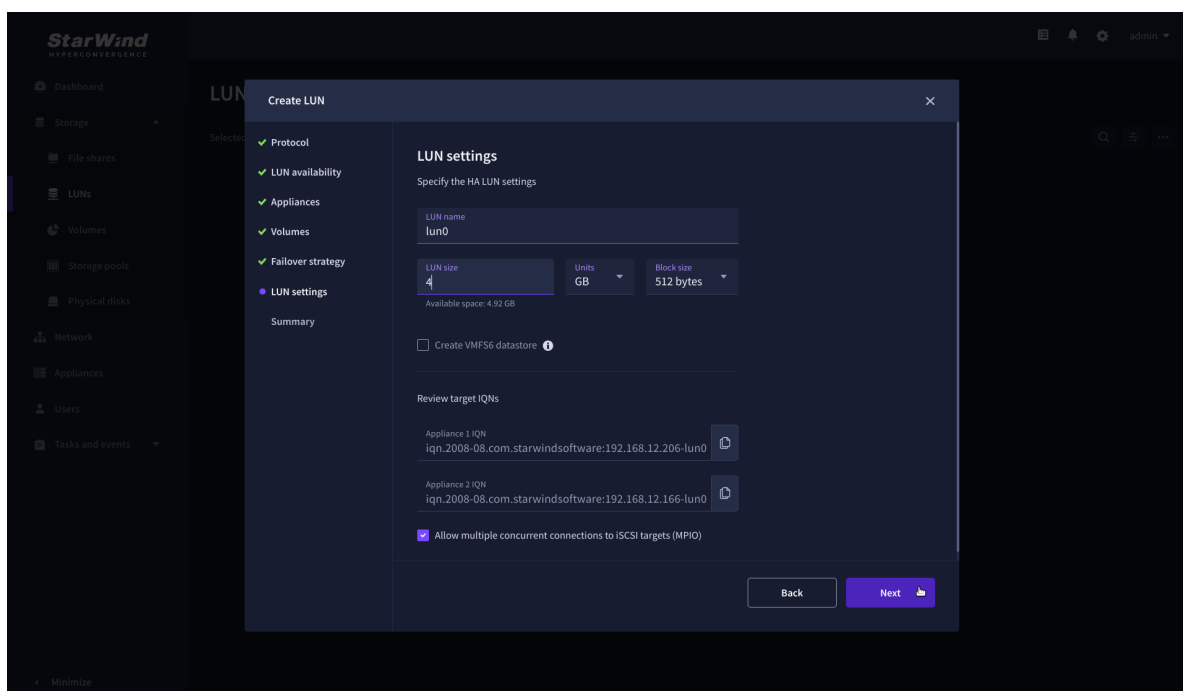 StarWind
HYPERCONVERGENCE
admin
Dashboard
Storage
File shares
LUNs
Volumes
Storage pools
Physical disks
Network
Appliances
Users
Tasks and events
Minimize
LUN
Selected
Create LUN
Protocol
LUN availability
Appliances
Volumes
Failover strategy
LUN settings
Summary
LUN settings
Specify the HA LUN settings
LUN name
lun0
LUN size
4
Units
GB
Block size
512 bytes
Available space: 4.92 GB
Create VMFS6 datastore
Review target IQNs
Appliance 1 IQN
iqn.2008-08.com.starwindsoftware:192.168.12.206-lun0
Appliance 2 IQN
iqn.2008-08.com.starwindsoftware:192.168.12.166-lun0
Allow multiple concurrent connections to iSCSI targets (MPIO)
Back
Next